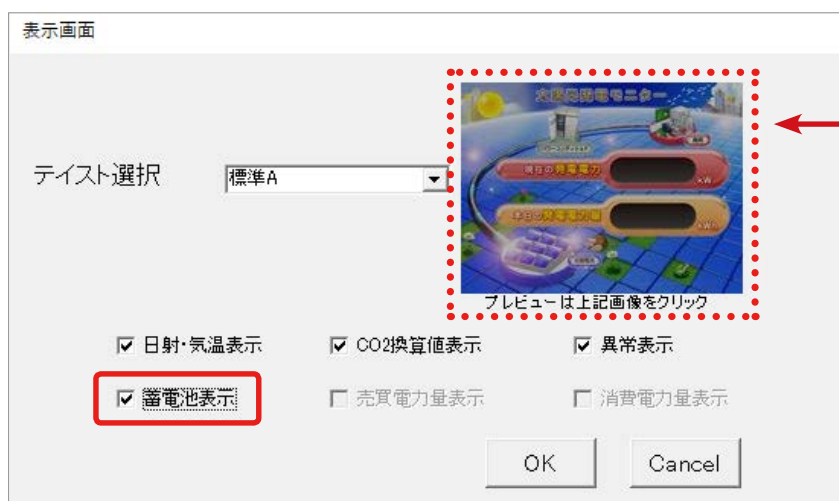 表示画面
太陽光発電モニター
現在の発電電力
kW
本日の発電電力量
kWh
テイスト選択
標準A
プレビューは上記画像をクリック
日射・気温表示
CO2換算値表示
異常表示
蓄電池表示
売買電力量表示
消費電力量表示
OK
Cancel